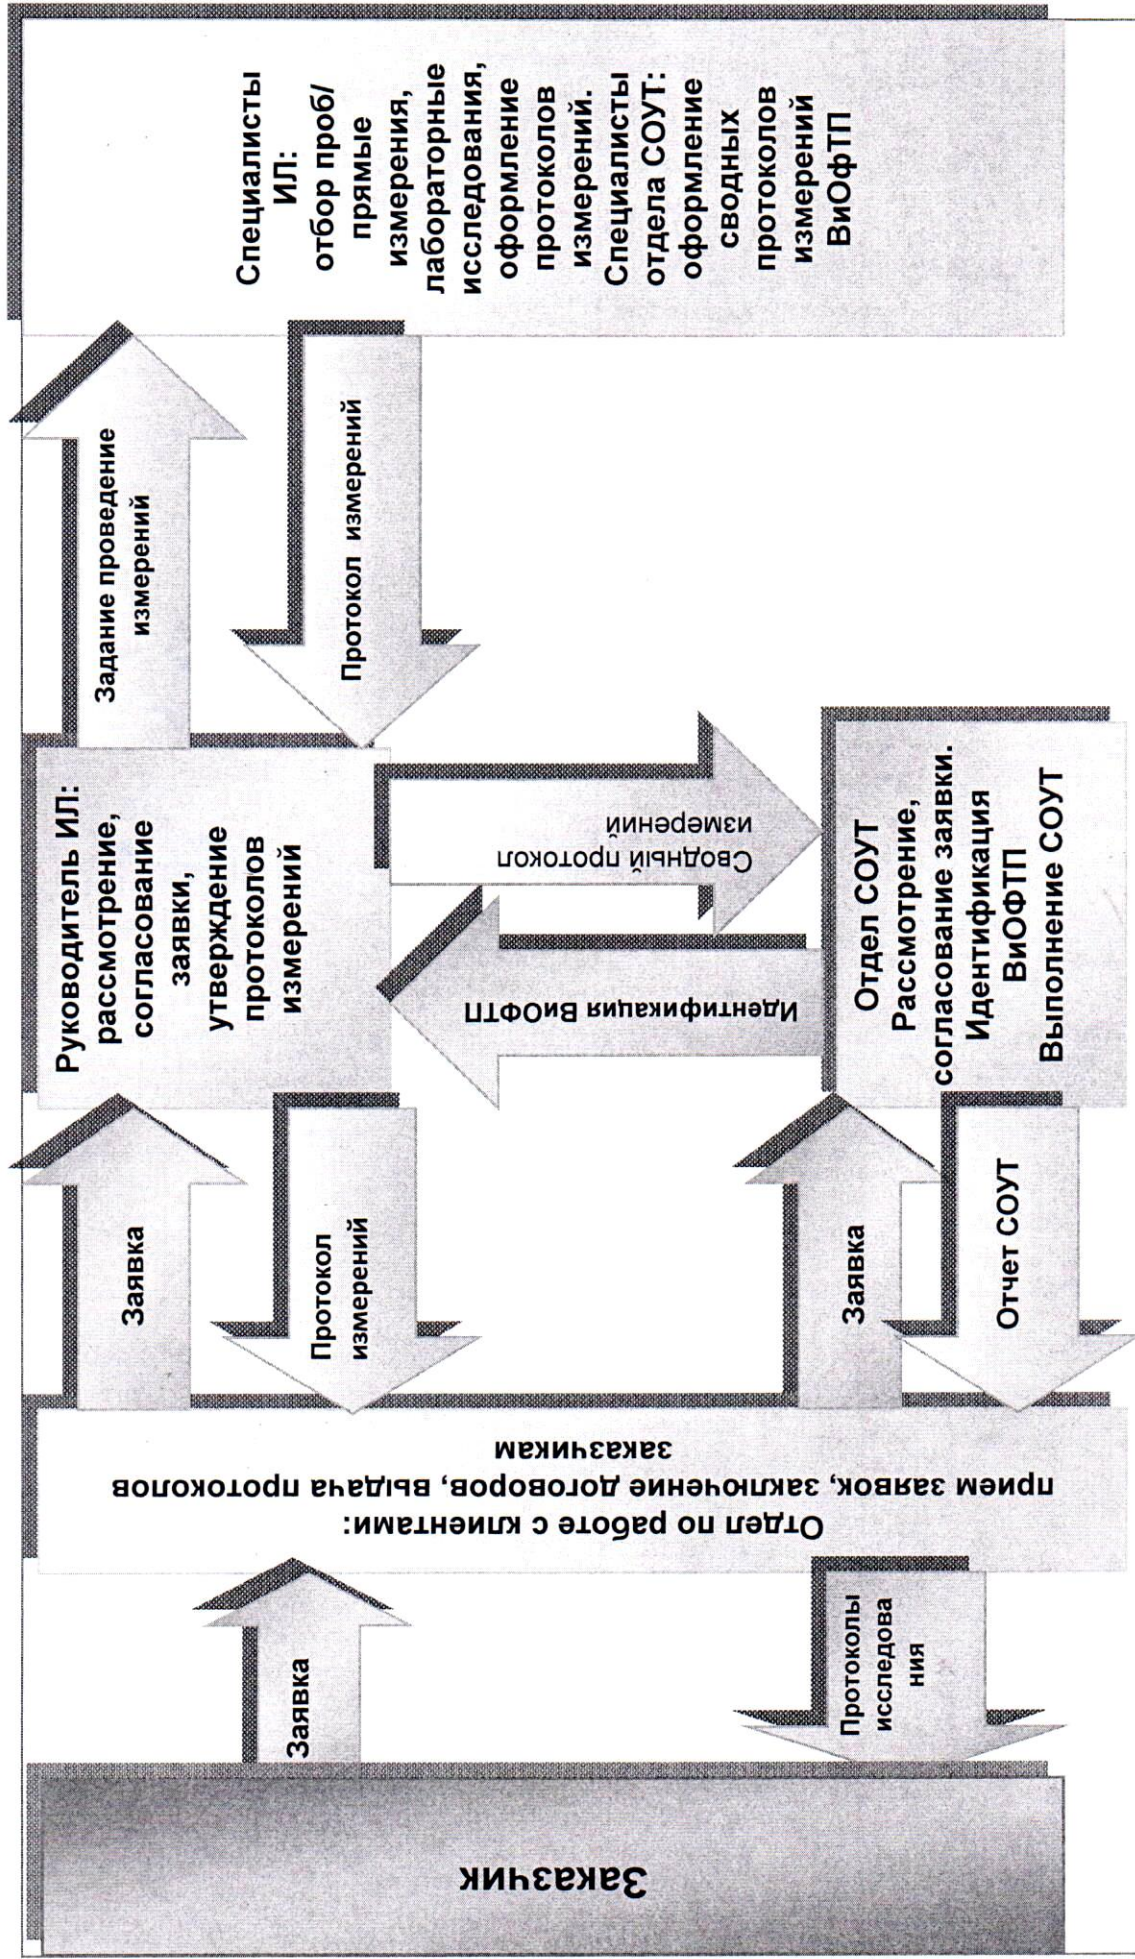 Заказчик
Заявка
Протоколы
исследова
ния
Отдел по работе с клиентами:
прием заявок, заключение договоров, выдача протоколов
заказчикам
Заявка
Протокол
измерений
Заявка
Отчет СОУТ
Руководитель ИЛ:
рассмотрение,
согласование
заявки,
утверждение
протоколов
измерений
Идентификация ВиОФТП
Сводный протокол
измерений
Отдел СОУТ
Рассмотрение,
согласование заявки.
Идентификация
ВиОФТП
Выполнение СОУТ
Задание проведение
измерений
Протокол измерений
Специалисты
ИЛ:
отбор проб/
прямые
измерения,
лабораторные
исследования,
оформление
протоколов
измерений.
Специалисты
отдела СОУТ:
оформление
сводных
протоколов
измерений
ВиОфТП